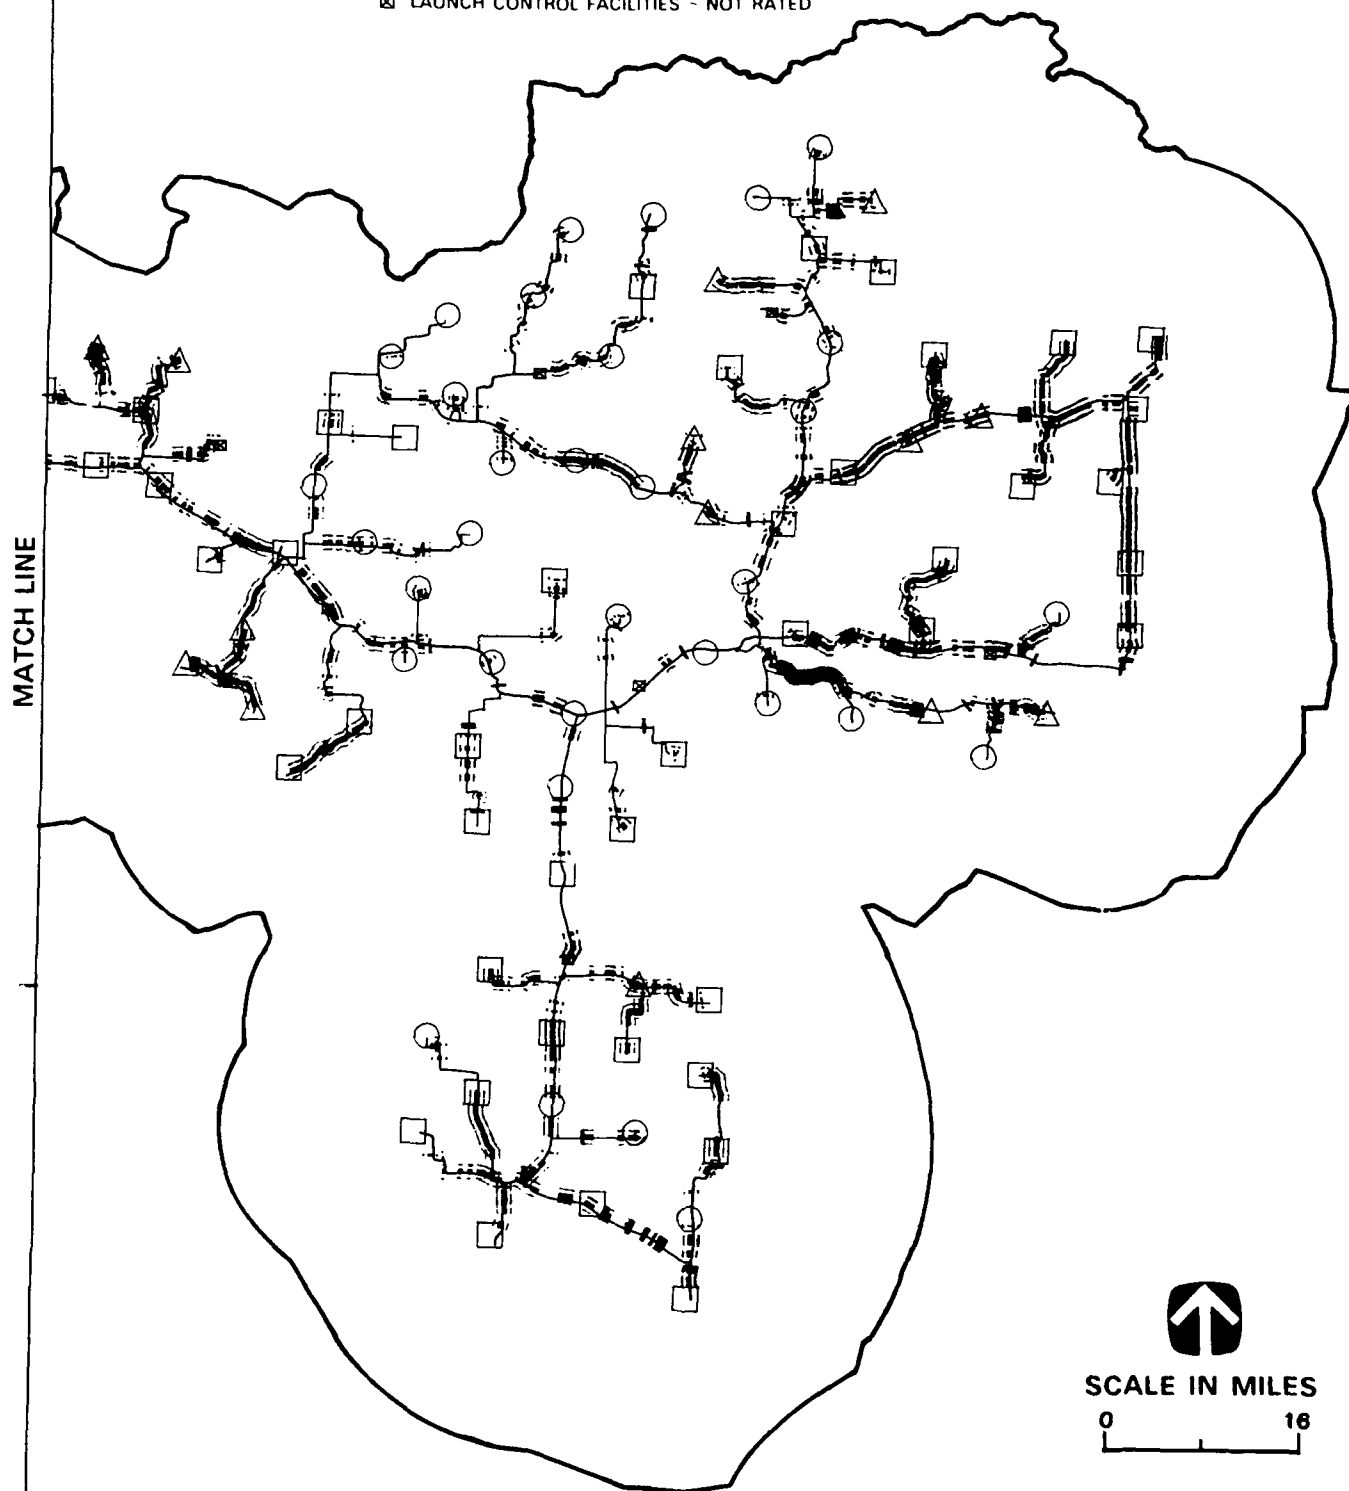 LAUNCH CONTROL FACILITIES - NOT RATED
MATCH LINE
SCALE IN MILES
0 16